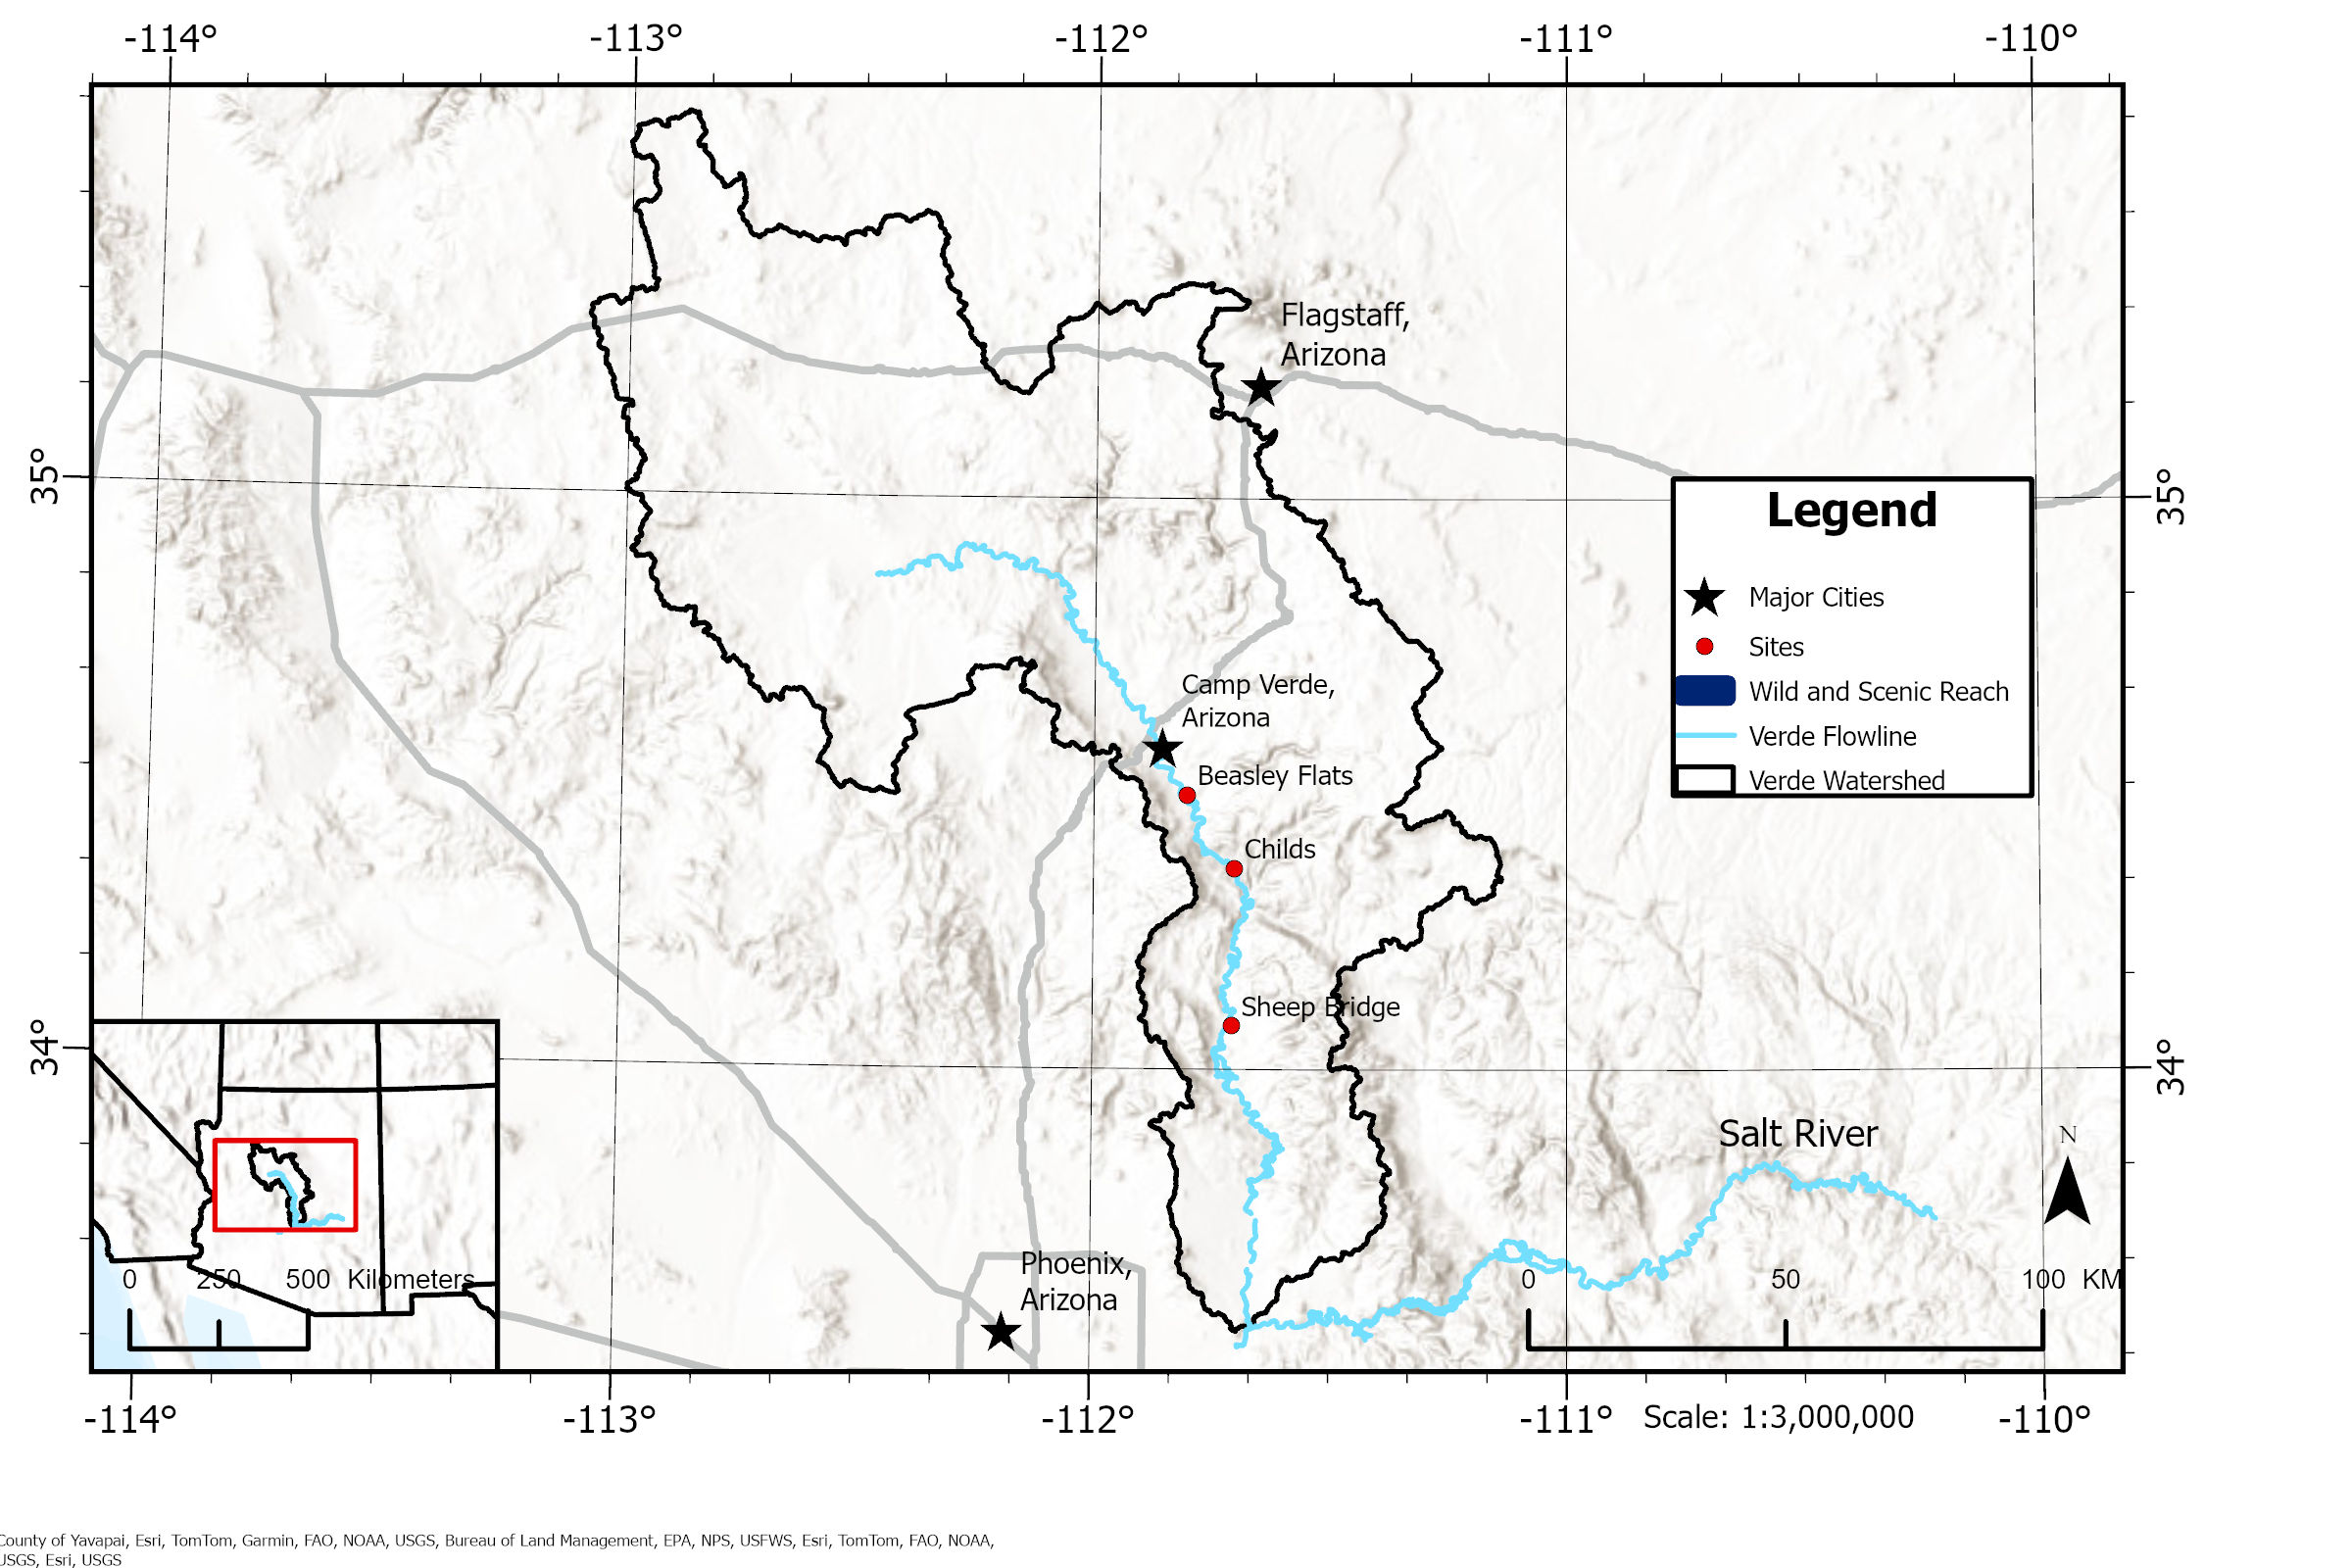 -114°
-113°
-112°
-111°
-110°
Flagstaff,
Arizona
35°
35°
Legend
Major Cities
Sites
Wild and Scenic Reach
Verde Flowline
Verde Watershed
Camp Verde,
Arizona
Beasley Flats
Childs
Sheep Bridge
34°
34°
Salt River
N
Phoenix,
Arizona
0 250 500 Kilometers
0 50 100 KM
-114°
-113°
-112°
-111°
Scale: 1:3,000,000
-110°
County of Yavapai, Esri, TomTom, Garmin, FAO, NOAA, USGS, Bureau of Land Management, EPA, NPS, USFWS, Esri, TomTom, FAO, NOAA,
USGS, Esri, USGS